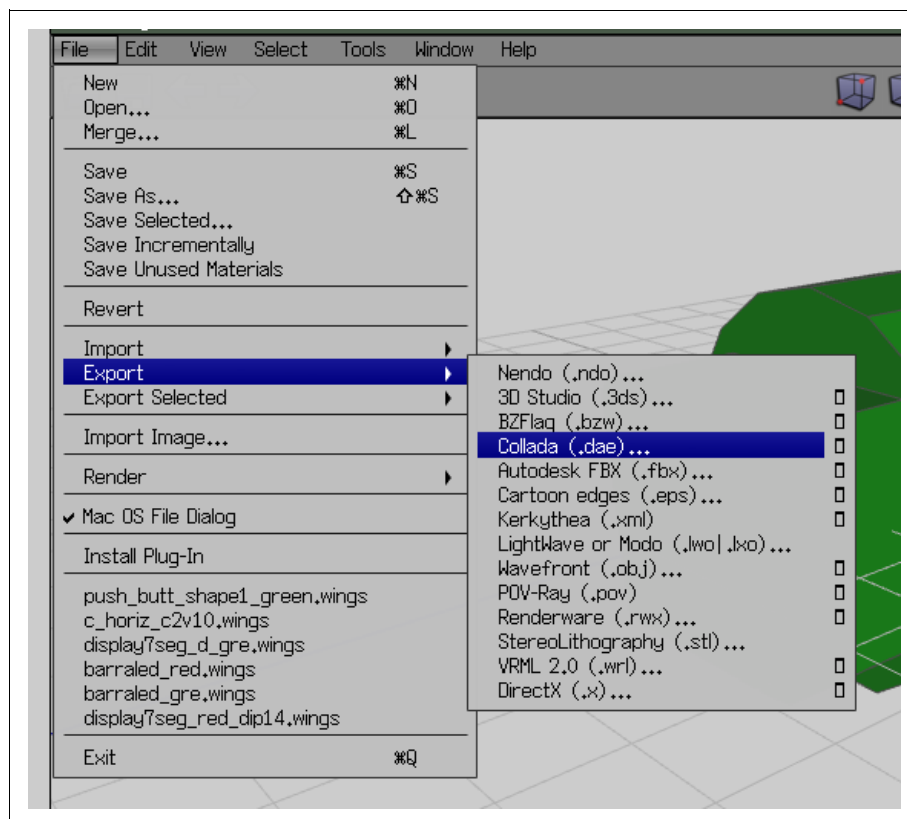 File Edit View Select Tools Window Help
New ⌘N
Open... ⌘O
Merge... ⌘L
Save ⌘S
Save As... ⇧⌘S
Save Selected...
Save Incrementally
Save Unused Materials
Revert
Import
Export
Export Selected
Import Image...
Render
✓ Mac OS File Dialog
Install Plug-In
push_butt_shape1_green.wings
c_horiz_c2v10.wings
display7seg_d_gre.wings
barraled_red.wings
barraled_gre.wings
display7seg_red_dip14.wings
Exit ⌘Q
Nendo (.ndo)...
3D Studio (.3ds)...
BZFlag (.bzw)...
Collada (.dae)...
Autodesk FBX (.fbx)...
Cartoon edges (.eps)...
Kerkythea (.xml)
LightWave or Modo (.lwo|.lxo)...
Wavefront (.obj)...
POV-Ray (.pov)
Renderware (.rwx)...
StereoLithography (.stl)...
VRML 2.0 (.wrl)...
DirectX (.x)...